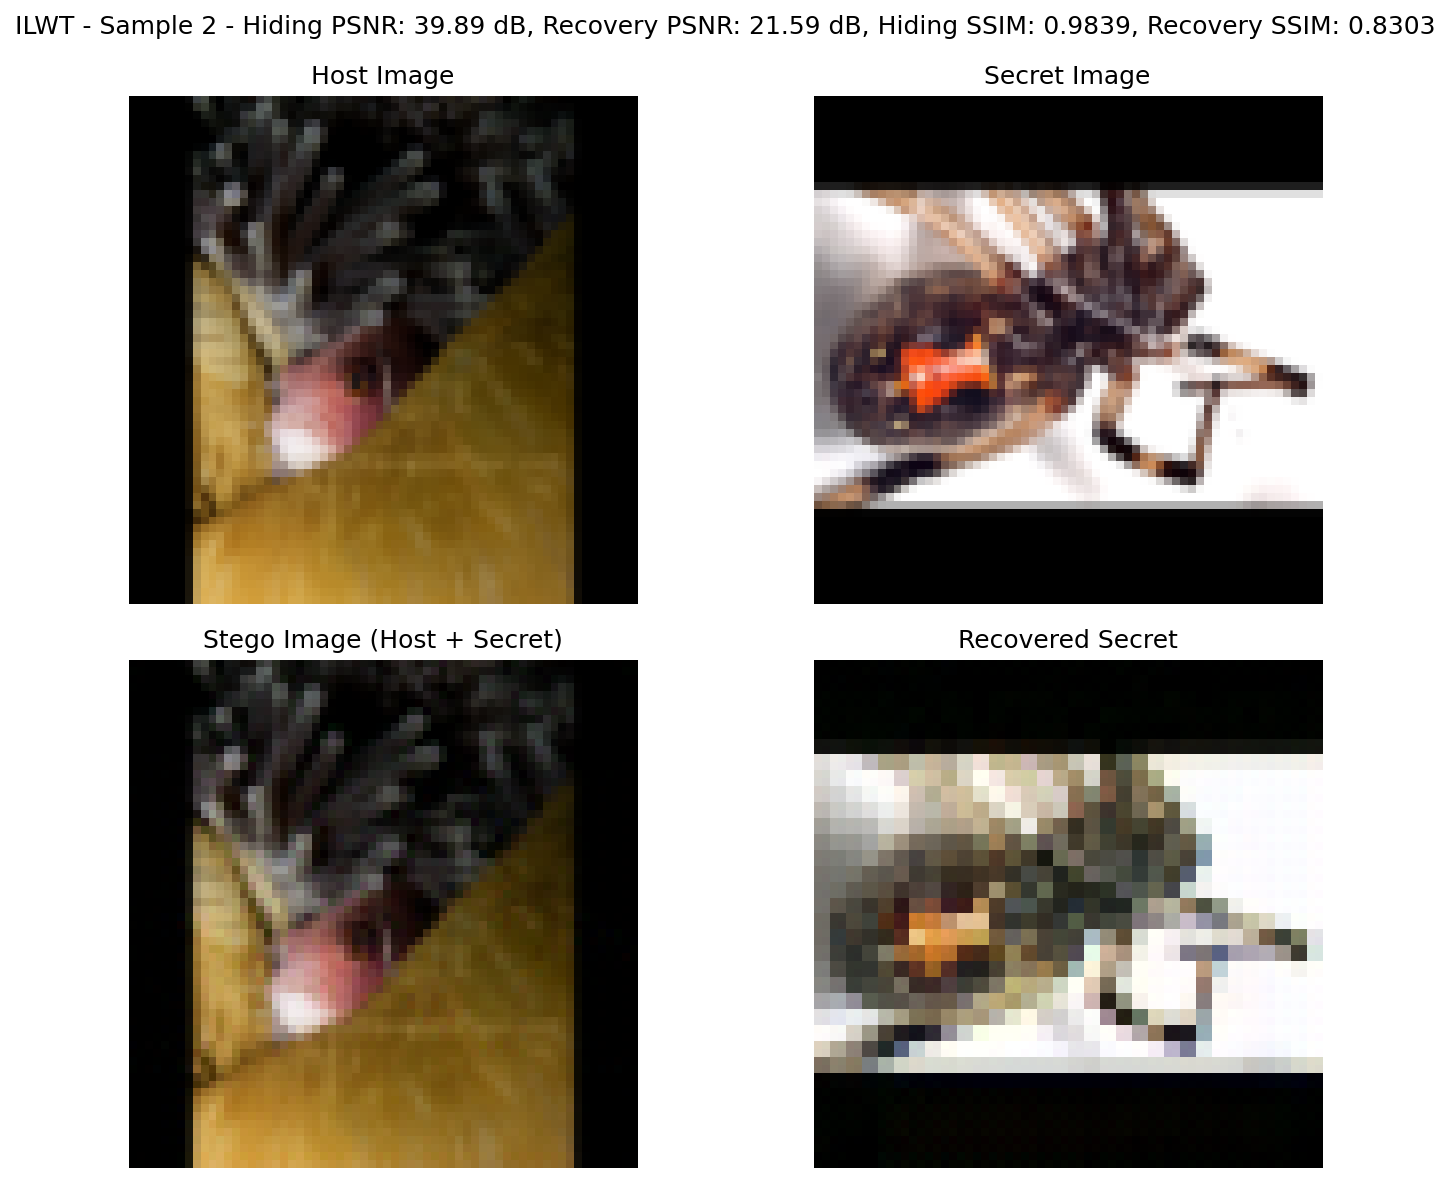 ILWT - Sample 2 - Hiding PSNR: 39.89 dB, Recovery PSNR: 21.59 dB, Hiding SSIM: 0.9839, Recovery SSIM: 0.8303
Host Image
Secret Image
Stego Image (Host + Secret)
Recovered Secret